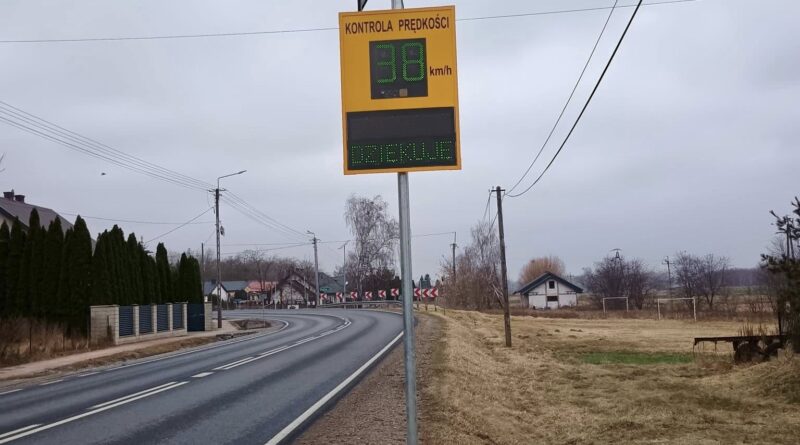 KONTROLA PRĘDKOŚCI
38 km/h
DZIĘKUJĘ